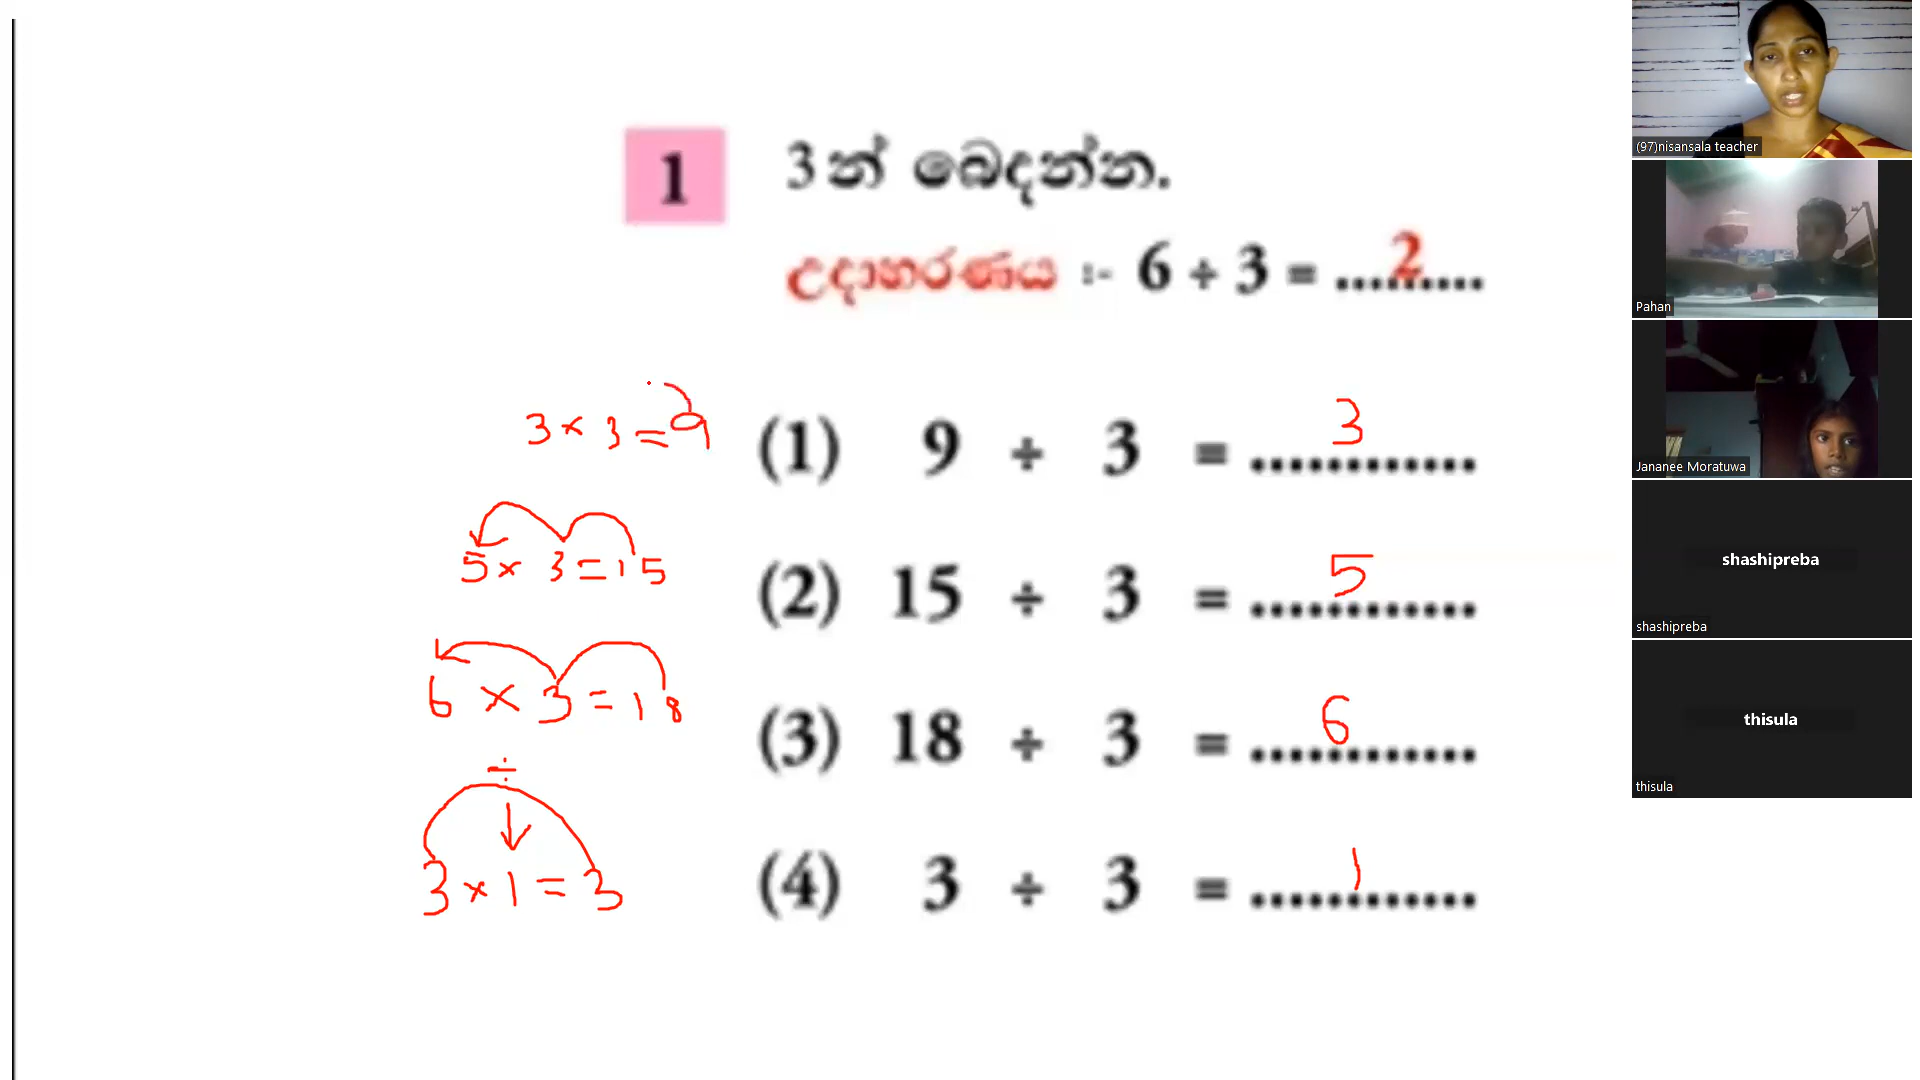 1 3න් බෙදන්න.
උදාහරණය :- 6 ÷ 3 = ...2......
3 × 3 = 9 (1) 9 ÷ 3 = 3
5 × 3 = 15 (2) 15 ÷ 3 = 5
6 × 3 = 18 (3) 18 ÷ 3 = 6
÷
3 × 1 = 3 (4) 3 ÷ 3 = 1
(97)nisansala teacher
Pahan
Jananee Moratuwa
shashipreba
shashipreba
thisula
thisula